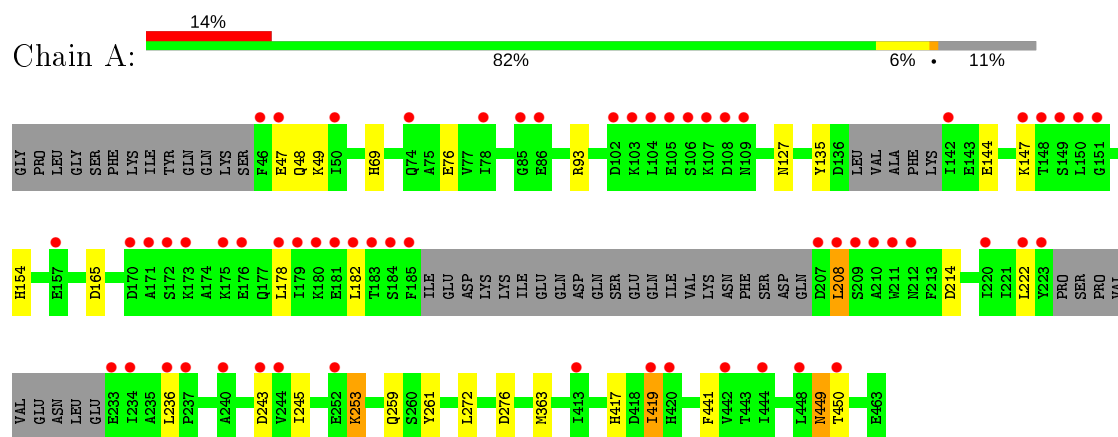 14%
Chain A:
82% 6% • 11%
GLY PRO LEU GLY SER PHE LYS ILE TYR GLN GLN LYS SER F46 E47 Q48 K49 I50 H69 Q74 A75 E76 V77 I78 G85 E86 R93 D102 K103 L104 E105 S106 K107 D108 N109 N127 Y135 D136 LEU VAL ALA PHE LYS I142 E143 E144 K147 T148 S149 L150 G151
H154 E157 D165 D170 A171 S172 K173 A174 K175 E176 Q177 L178 I179 K180 E181 L182 T183 S184 F185 ILE GLU ASP LYS LYS ILE GLU GLN ASP GLN SER GLU GLN ILE VAL LYS ASN PHE SER ASP GLN D207 L208 S209 A210 W211 N212 F213 D214 I220 I221 L222 Y223 PRO SER PRO VAL
VAL GLU ASN LEU GLU E233 I234 A235 L236 P237 A240 D243 V244 I245 E252 K253 Q259 S260 Y261 L272 D276 M363 I413 H417 D418 I419 H420 F441 V442 T443 I444 L448 N449 T450 E463